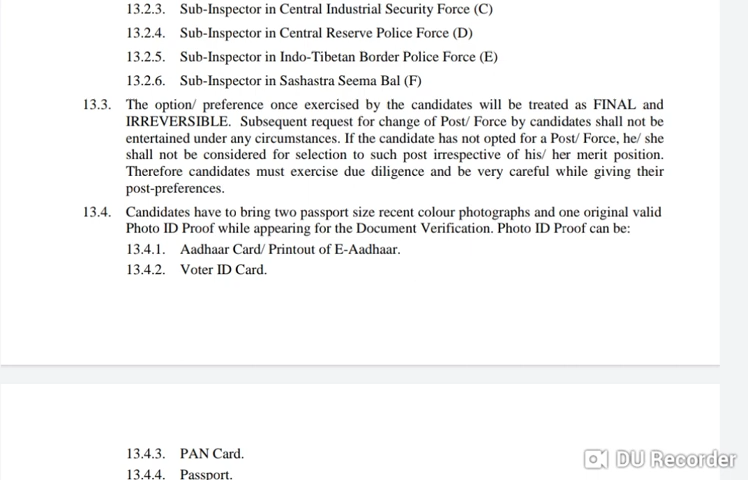 13.2.3. Sub-Inspector in Central Industrial Security Force (C)
13.2.4. Sub-Inspector in Central Reserve Police Force (D)
13.2.5. Sub-Inspector in Indo-Tibetan Border Police Force (E)
13.2.6. Sub-Inspector in Sashastra Seema Bal (F)
13.3. The option/ preference once exercised by the candidates will be treated as FINAL and
IRREVERSIBLE. Subsequent request for change of Post/ Force by candidates shall not be
entertained under any circumstances. If the candidate has not opted for a Post/ Force, he/ she
shall not be considered for selection to such post irrespective of his/ her merit position.
Therefore candidates must exercise due diligence and be very careful while giving their
post-preferences.
13.4. Candidates have to bring two passport size recent colour photographs and one original valid
Photo ID Proof while appearing for the Document Verification. Photo ID Proof can be:
13.4.1. Aadhaar Card/ Printout of E-Aadhaar.
13.4.2. Voter ID Card.
13.4.3. PAN Card.
13.4.4. Passport.
DU Recorder